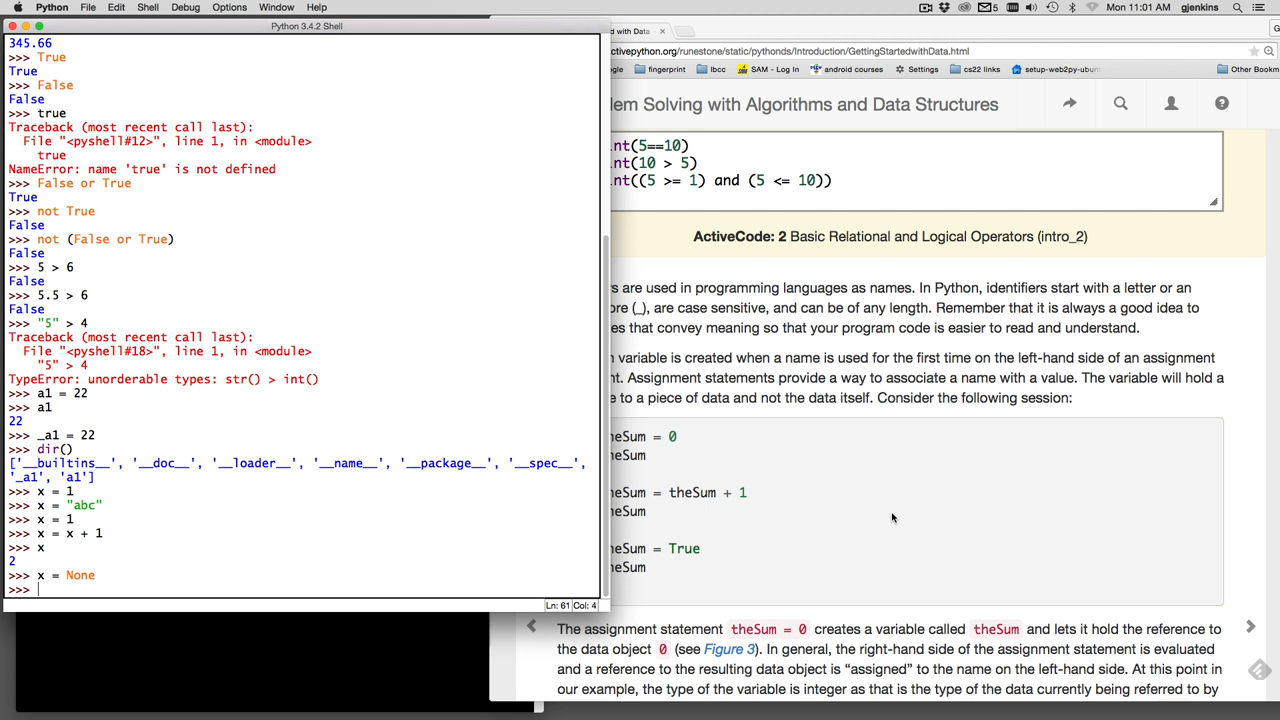 Python File Edit Shell Debug Options Window Help
5 Mon 11:01 AM gjenkins
Python 3.4.2 Shell
345.66
>>> True
True
>>> False
False
>>> true
Traceback (most recent call last):
File "<pyshell#12>", line 1, in <module>
true
NameError: name 'true' is not defined
>>> False or True
True
>>> not True
False
>>> not (False or True)
False
>>> 5 > 6
False
>>> 5.5 > 6
False
>>> "5" > 4
Traceback (most recent call last):
File "<pyshell#18>", line 1, in <module>
"5" > 4
TypeError: unorderable types: str() > int()
>>> a1 = 22
>>> a1
22
>>> _a1 = 22
>>> dir()
['__builtins__', '__doc__', '__loader__', '__name__', '__package__', '__spec__',
'_a1', 'a1']
>>> x = 1
>>> x = "abc"
>>> x = 1
>>> x = x + 1
>>> x
2
>>> x = None
>>>
Ln: 61 Col: 4
d with Data
G
ctivepython.org/runestone/static/pythonds/Introduction/GettingStartedwithData.html
gle fingerprint lbcc SAM - Log In android courses Settings cs22 links setup-web2py-ubun Other Bookm
lem Solving with Algorithms and Data Structures
int(5==10)
int(10 > 5)
int((5 >= 1) and (5 <= 10))
ActiveCode: 2 Basic Relational and Logical Operators (intro_2)
rs are used in programming languages as names. In Python, identifiers start with a letter or an
ore (_), are case sensitive, and can be of any length. Remember that it is always a good idea to
es that convey meaning so that your program code is easier to read and understand.
n variable is created when a name is used for the first time on the left-hand side of an assignment
nt. Assignment statements provide a way to associate a name with a value. The variable will hold a
e to a piece of data and not the data itself. Consider the following session:
heSum = 0
heSum
heSum = theSum + 1
heSum
heSum = True
heSum
The assignment statement theSum = 0 creates a variable called theSum and lets it hold the reference to
the data object 0 (see Figure 3). In general, the right-hand side of the assignment statement is evaluated
and a reference to the resulting data object is “assigned” to the name on the left-hand side. At this point in
our example, the type of the variable is integer as that is the type of the data currently being referred to by